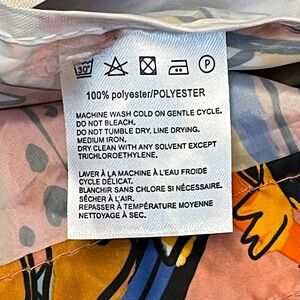 30°
P
100% polyester/POLYESTER
MACHINE WASH COLD ON GENTLE CYCLE.
DO NOT BLEACH.
DO NOT TUMBLE DRY, LINE DRYING.
MEDIUM IRON.
DRY CLEAN WITH ANY SOLVENT EXCEPT
TRICHLOROETHYLENE.
LAVER À LA MACHINE À L'EAU FROIDE
CYCLE DÉLICAT.
BLANCHIR SANS CHLORE SI NÉCESSAIRE.
SÉCHER À L'AIR.
REPASSER À TEMPÉRATURE MOYENNE
NETTOYAGE À SEC.